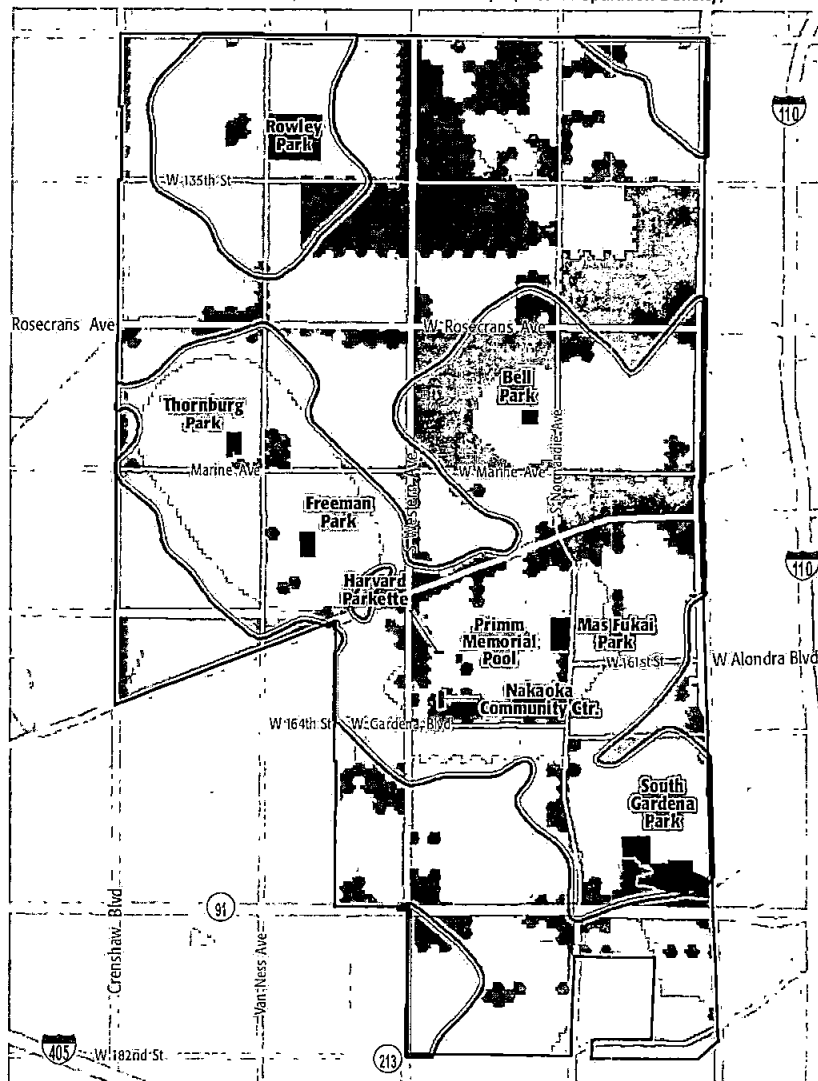 110
Rowley
Park
W 135th St
Rosecrans Ave
W Rosecrans Ave
Bell
Park
Thornburg
Park
Marine Ave
W Marine Ave
S Normandie Ave
Western Ave
Freeman
Park
110
Harvard
Parkette
Primm
Memorial
Pool
Mas Fukai
Park
W 161st St
W Alondra Blvd
Nakaoka
Community Ctr.
W 164th St
W Gardena Blvd
South
Gardena
Park
Crenshaw Blvd
Van Ness Ave
91
405
W 182nd St
213